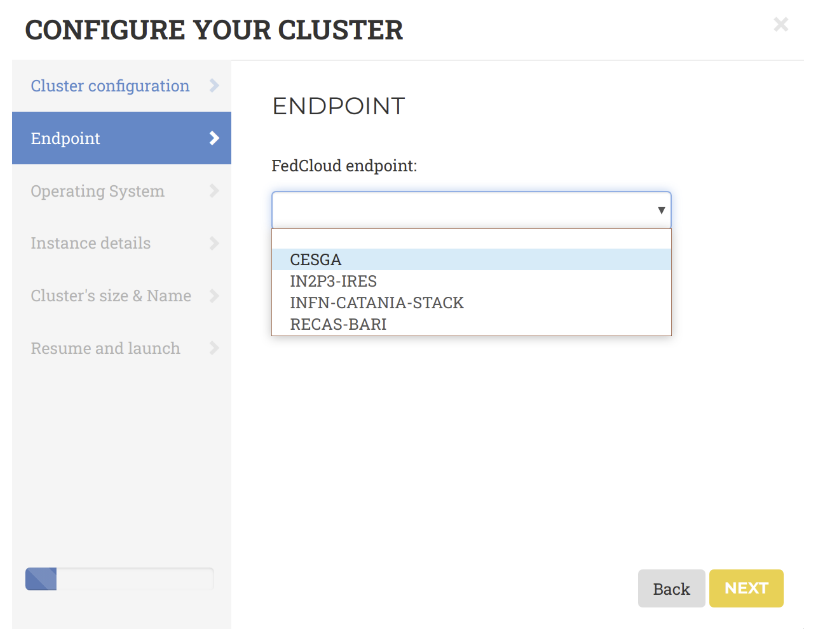 CONFIGURE YOUR CLUSTER
Cluster configuration
Endpoint
Operating System
Instance details
Cluster's size & Name
Resume and launch
ENDPOINT
FedCloud endpoint:
CESGA
IN2P3-IRES
INFN-CATANIA-STACK
RECAS-BARI
Back
NEXT